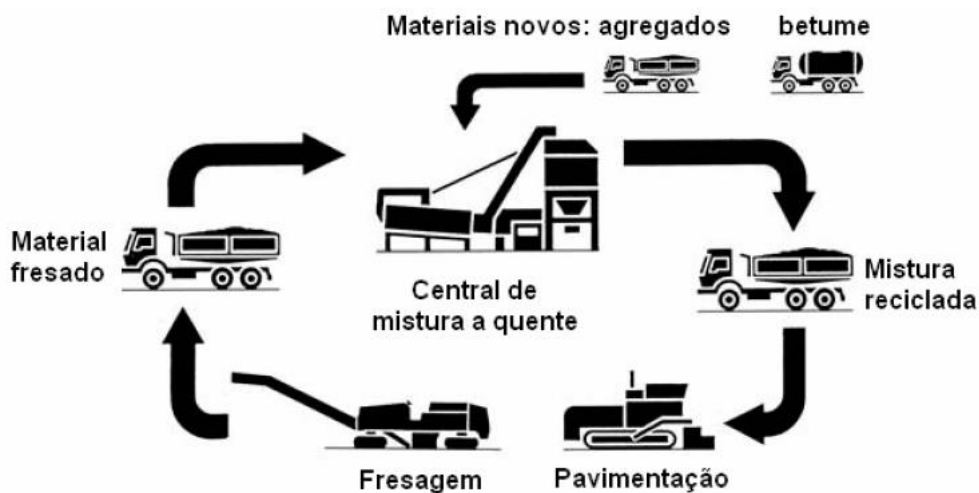 Materiais novos: agregados betume
Material
fresado
Central de
mistura a quente
Mistura
reciclada
Fresagem
Pavimentação